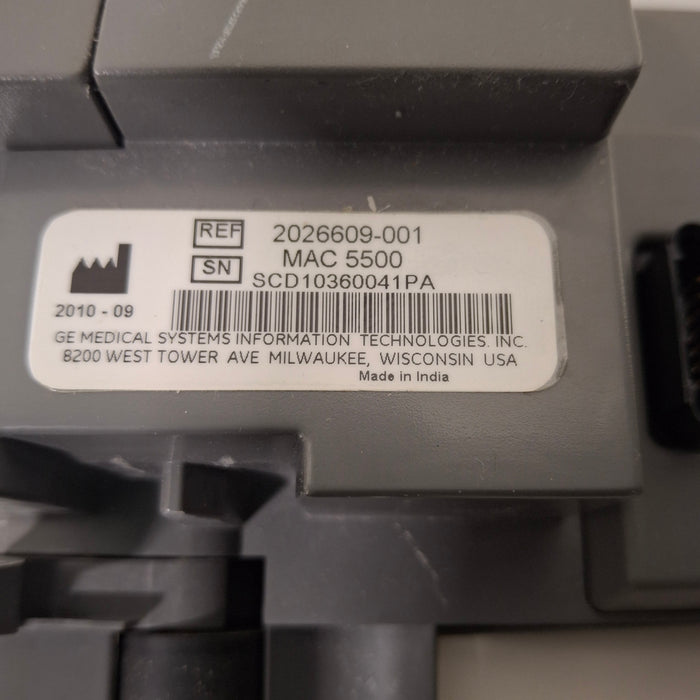 REF 2026609-001
MAC 5500
SN SCD10360041PA
2010 - 09
GE MEDICAL SYSTEMS INFORMATION TECHNOLOGIES. INC.
8200 WEST TOWER AVE MILWAUKEE, WISCONSIN USA
Made in India